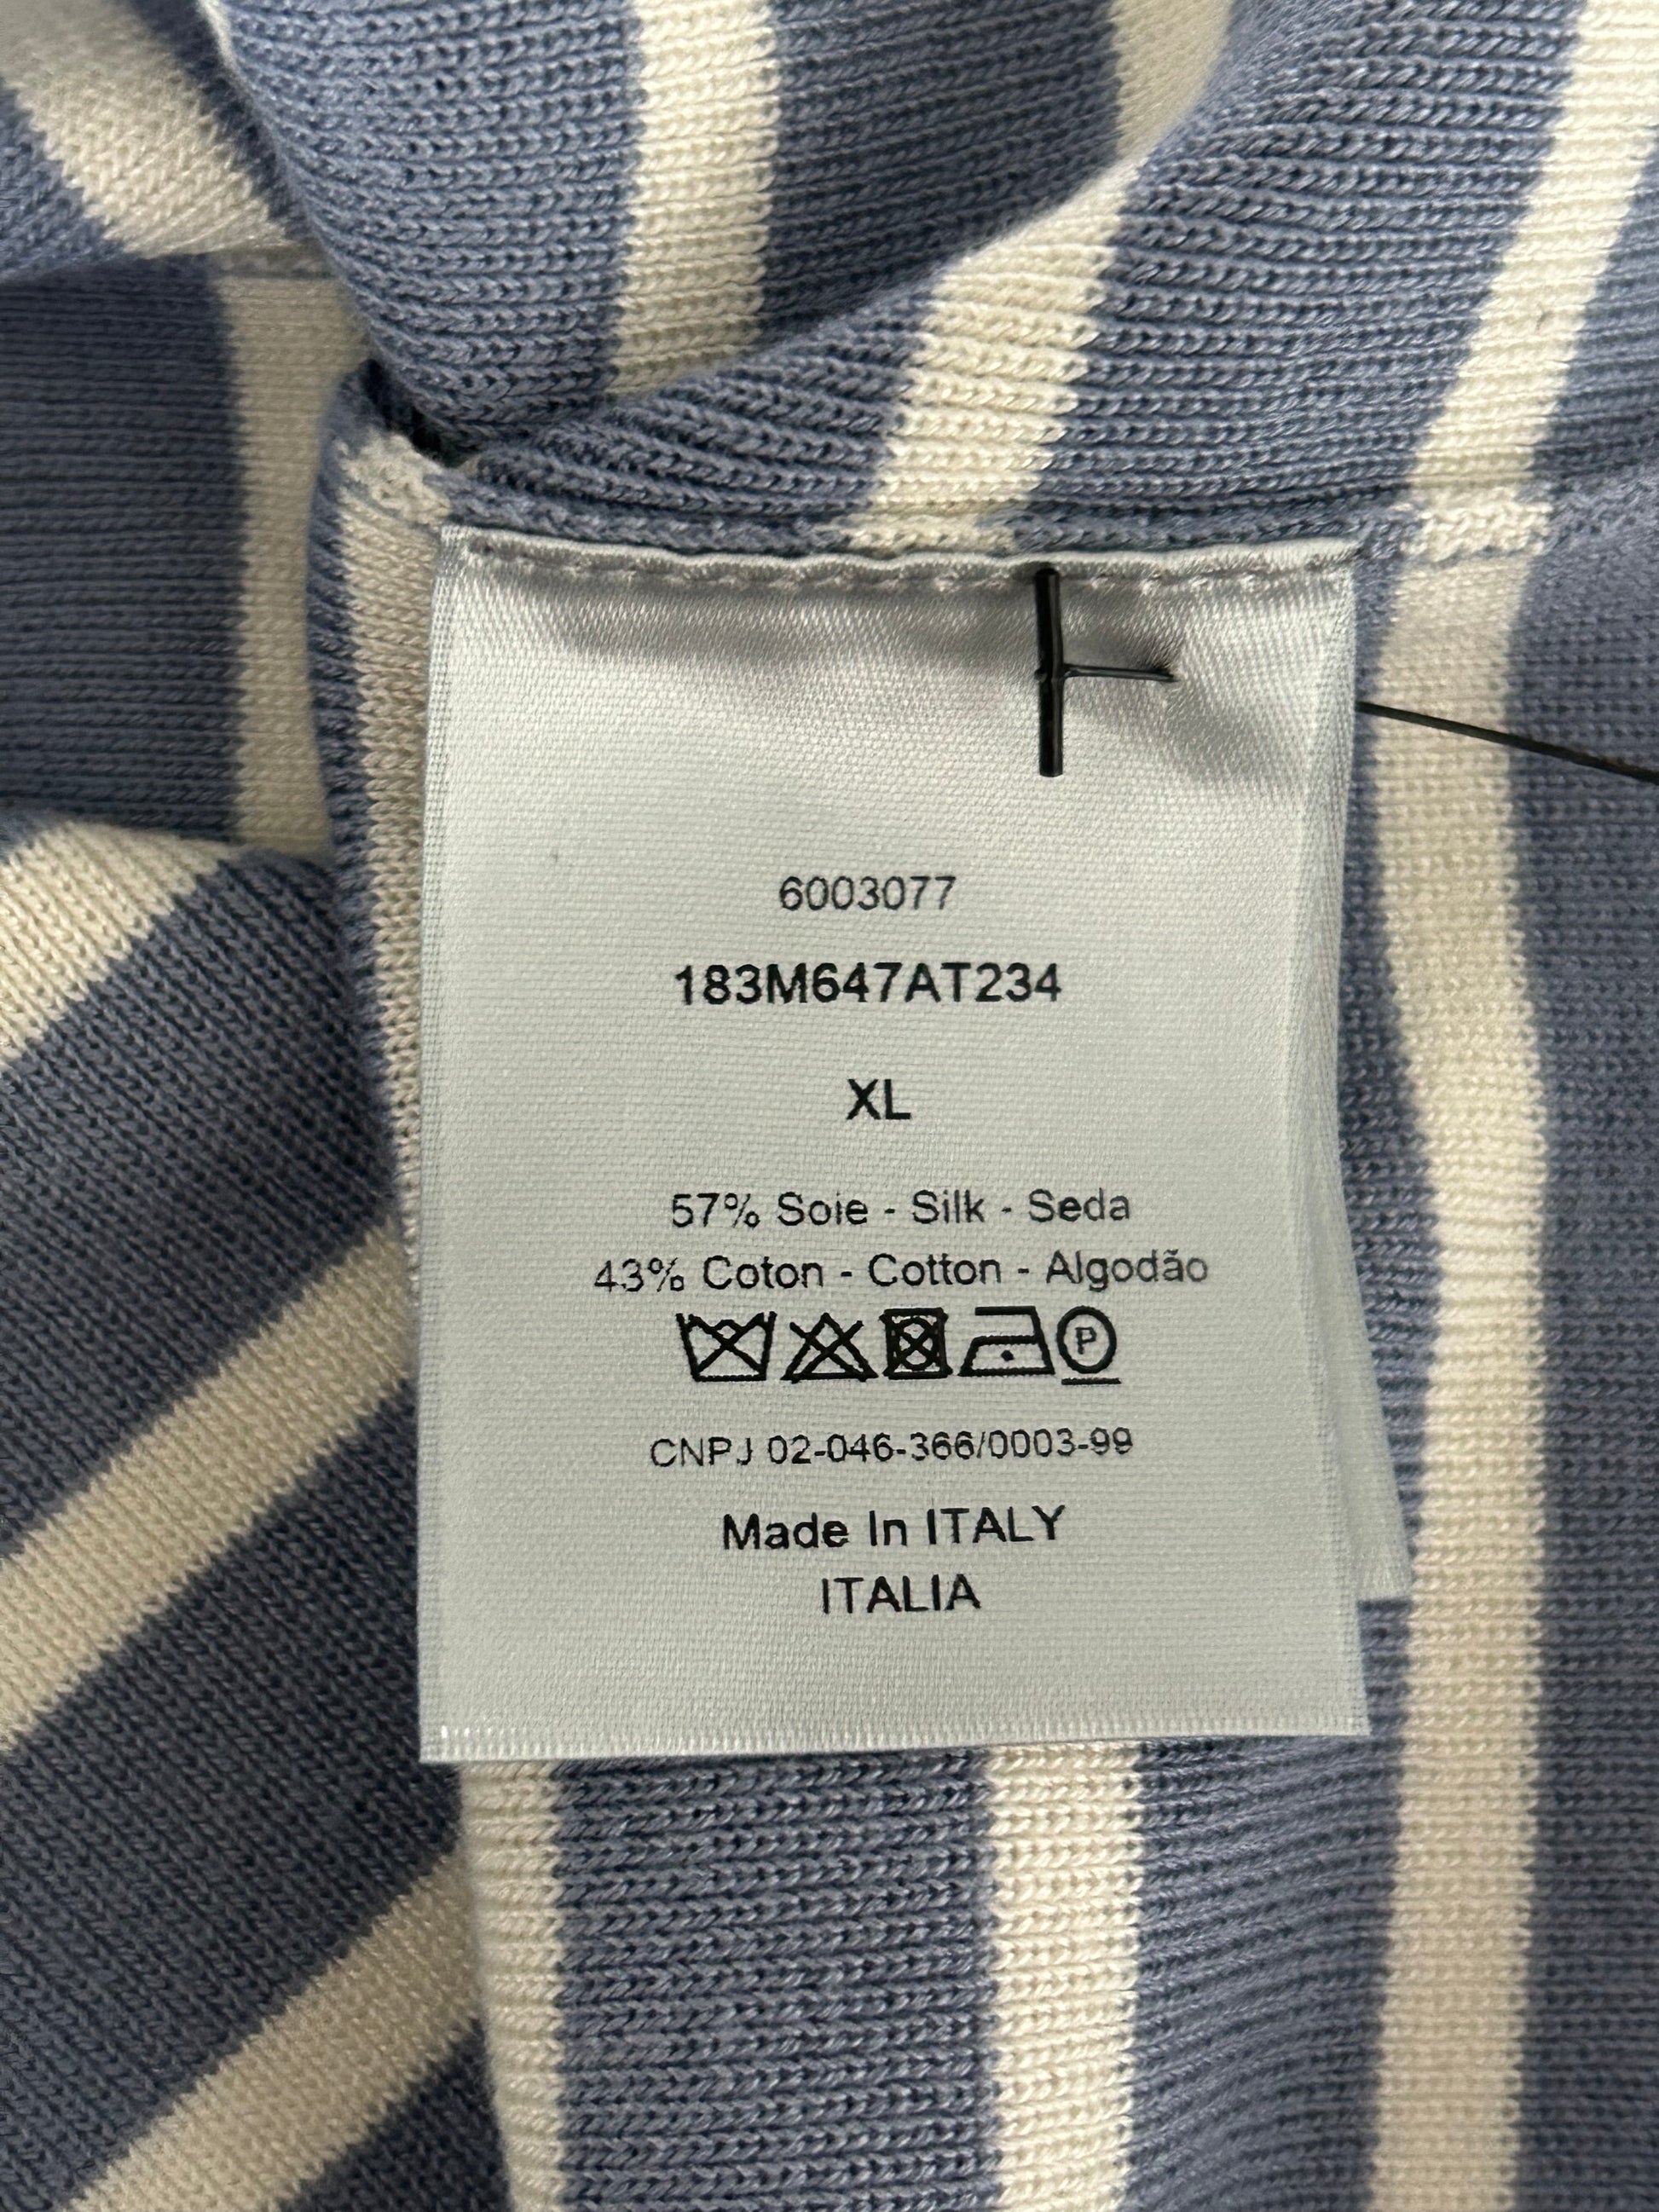 6003077
183M647AT234
XL
57% Soie - Silk - Seda
43% Coton - Cotton - Algodão
P
CNPJ 02-046-366/0003-99
Made In ITALY
ITALIA